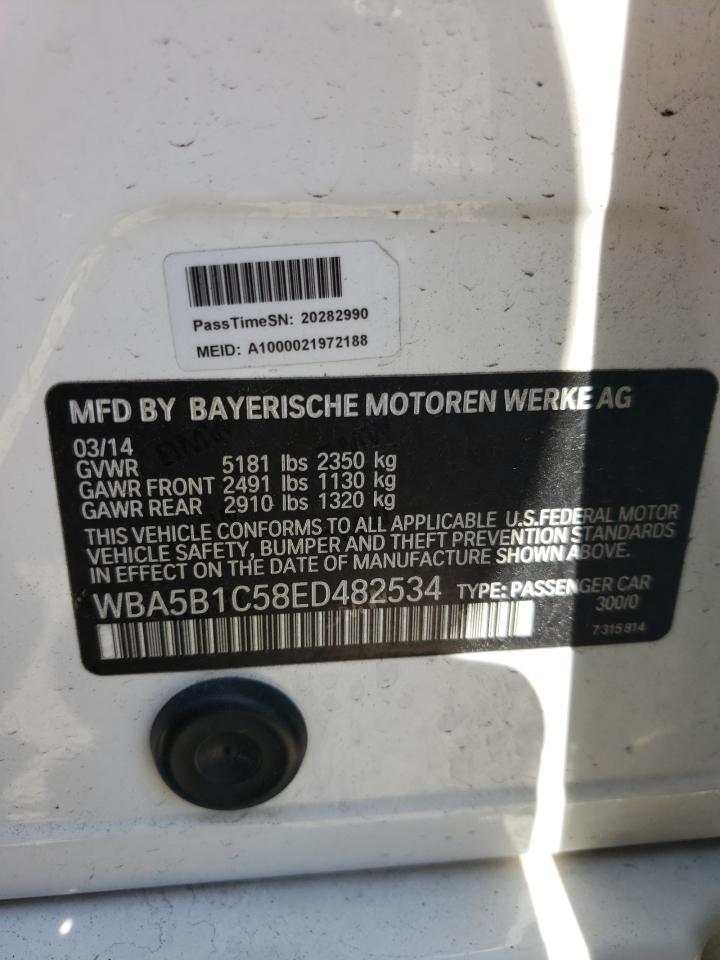 PassTimeSN: 20282990
MEID: A1000021972188
MFD BY BAYERISCHE MOTOREN WERKE AG
03/14
GVWR 5181 lbs 2350 kg
GAWR FRONT 2491 lbs 1130 kg
GAWR REAR 2910 lbs 1320 kg
THIS VEHICLE CONFORMS TO ALL APPLICABLE U.S.FEDERAL MOTOR
VEHICLE SAFETY, BUMPER AND THEFT PREVENTION STANDARDS
IN EFFECT ON THE DATE OF MANUFACTURE SHOWN ABOVE.
WBA5B1C58ED482534 TYPE: PASSENGER CAR
300/0
7315814